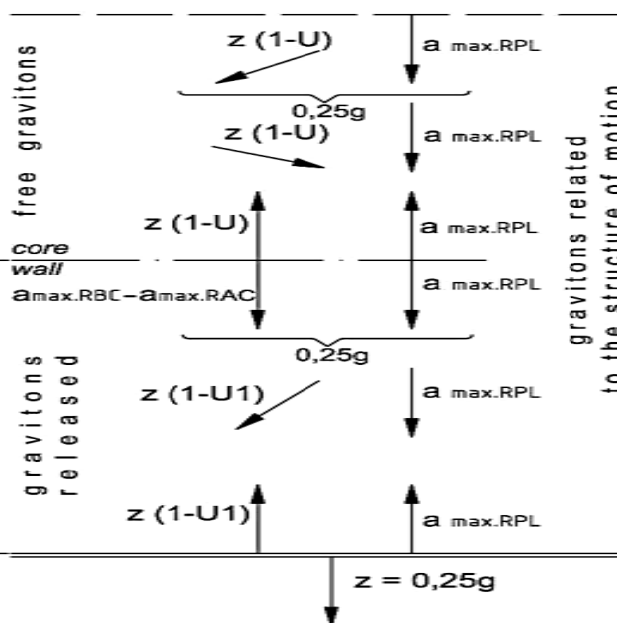 z (1-U)
a max.RPL
0,25g
z (1-U)
a max.RPL
free gravitons
z (1-U)
a max.RPL
core
wall
a max.RPL
amax.RBC-amax.RAC
gravitons related
to the structure of motion
0,25g
z (1-U1)
a max.RPL
gravitons
released
z (1-U1)
a max.RPL
z = 0,25g